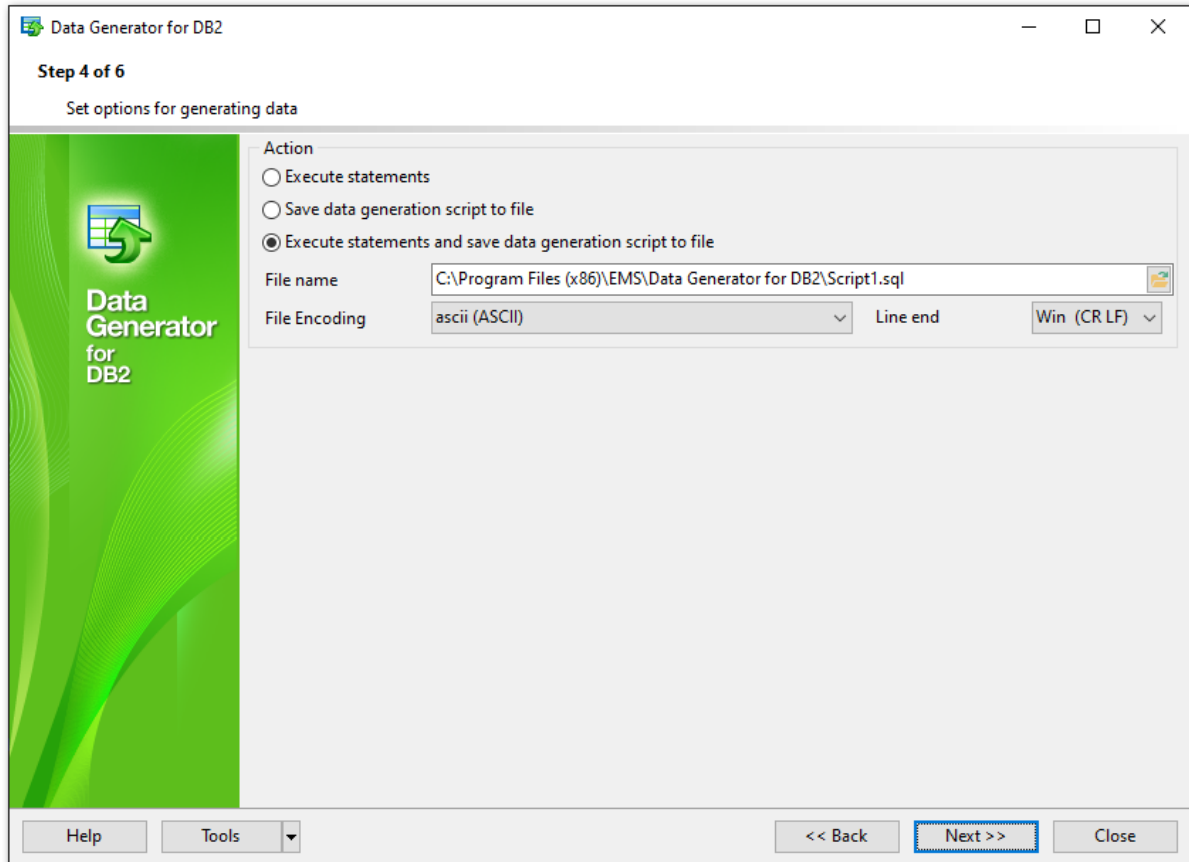 Data Generator for DB2
Step 4 of 6
Set options for generating data
Data
Generator
for
DB2
Action
Execute statements
Save data generation script to file
Execute statements and save data generation script to file
File name C:\Program Files (x86)\EMS\Data Generator for DB2\Script1.sql
File Encoding ascii (ASCII) Line end Win (CR LF)
Help Tools << Back Next >> Close